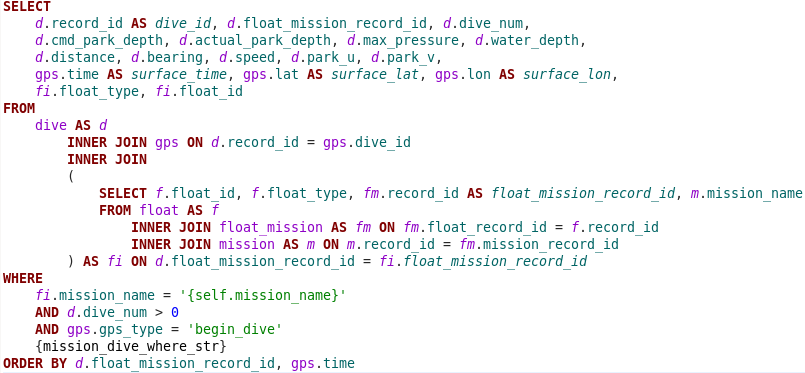 SELECT
d.record_id AS dive_id, d.float_mission_record_id, d.dive_num,
d.cmd_park_depth, d.actual_park_depth, d.max_pressure, d.water_depth,
d.distance, d.bearing, d.speed, d.park_u, d.park_v,
gps.time AS surface_time, gps.lat AS surface_lat, gps.lon AS surface_lon,
fi.float_type, fi.float_id
FROM
dive AS d
INNER JOIN gps ON d.record_id = gps.dive_id
INNER JOIN
(
SELECT f.float_id, f.float_type, fm.record_id AS float_mission_record_id, m.mission_name
FROM float AS f
INNER JOIN float_mission AS fm ON fm.float_record_id = f.record_id
INNER JOIN mission AS m ON m.record_id = fm.mission_record_id
) AS fi ON d.float_mission_record_id = fi.float_mission_record_id
WHERE
fi.mission_name = '{self.mission_name}'
AND d.dive_num > 0
AND gps.gps_type = 'begin_dive'
{mission_dive_where_str}
ORDER BY d.float_mission_record_id, gps.time